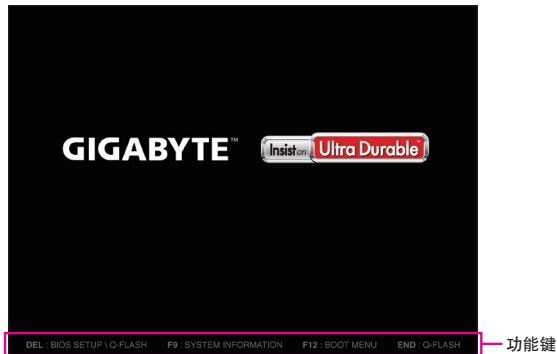 GIGABYTE™ Insist on Ultra Durable™
DEL : BIOS SETUP \ Q-FLASH F9 : SYSTEM INFORMATION F12 : BOOT MENU END : Q-FLASH
功能键